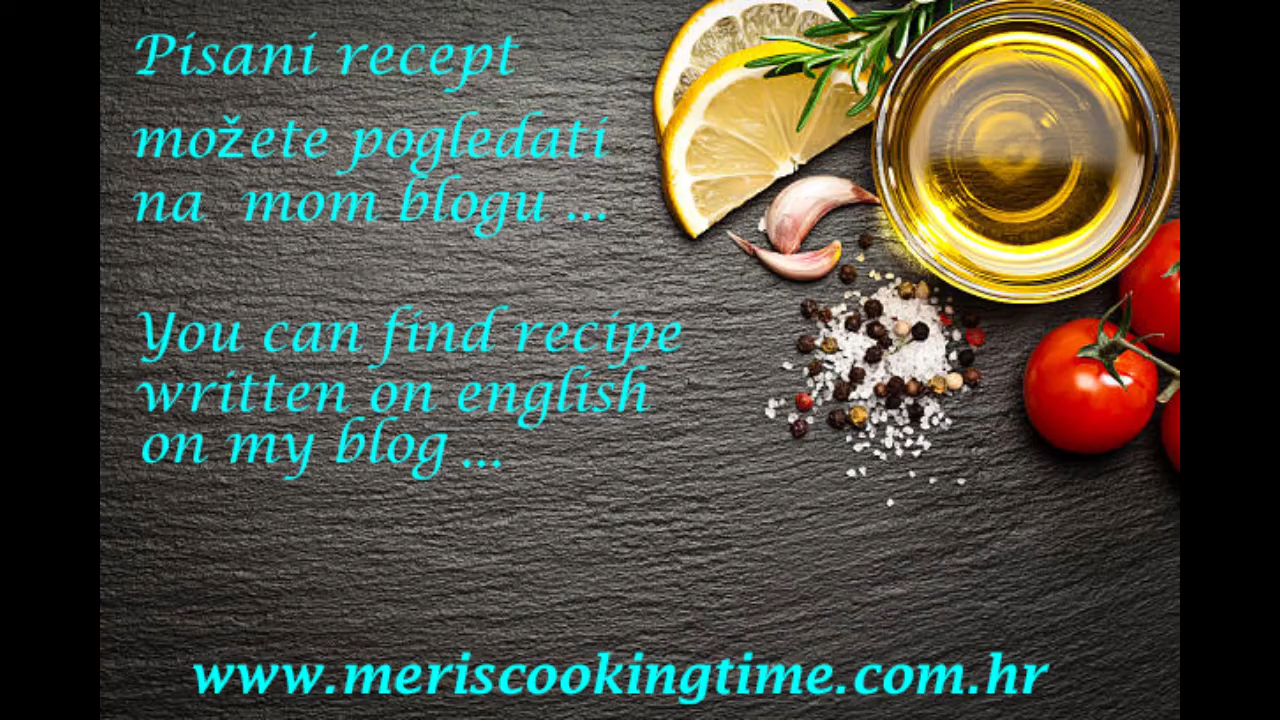 Pisani recept
možete pogledati
na mom blogu ...
You can find recipe
written on english
on my blog ...
www.meriscookingtime.com.hr